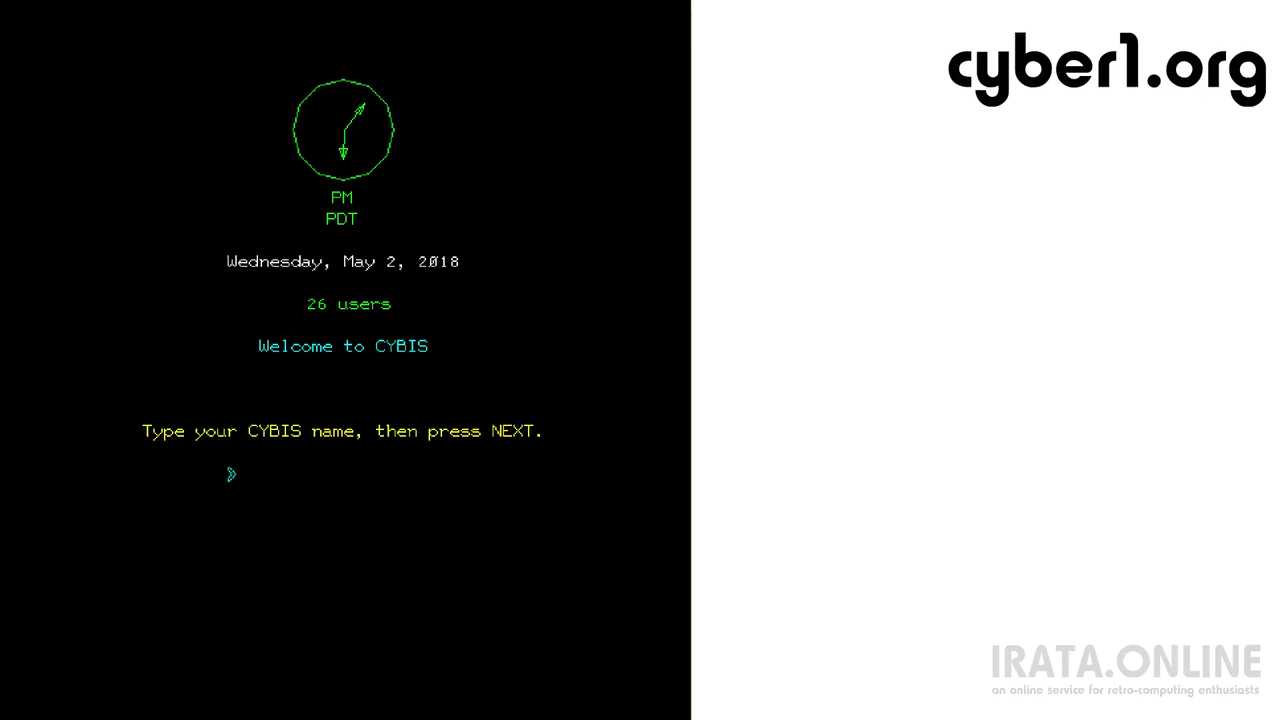 cyber1.org
PM
PDT
Wednesday, May 2, 2018
26 users
Welcome to CYBIS
Type your CYBIS name, then press NEXT.
>
IRATA.ONLINE
an online service for retro-computing enthusiasts